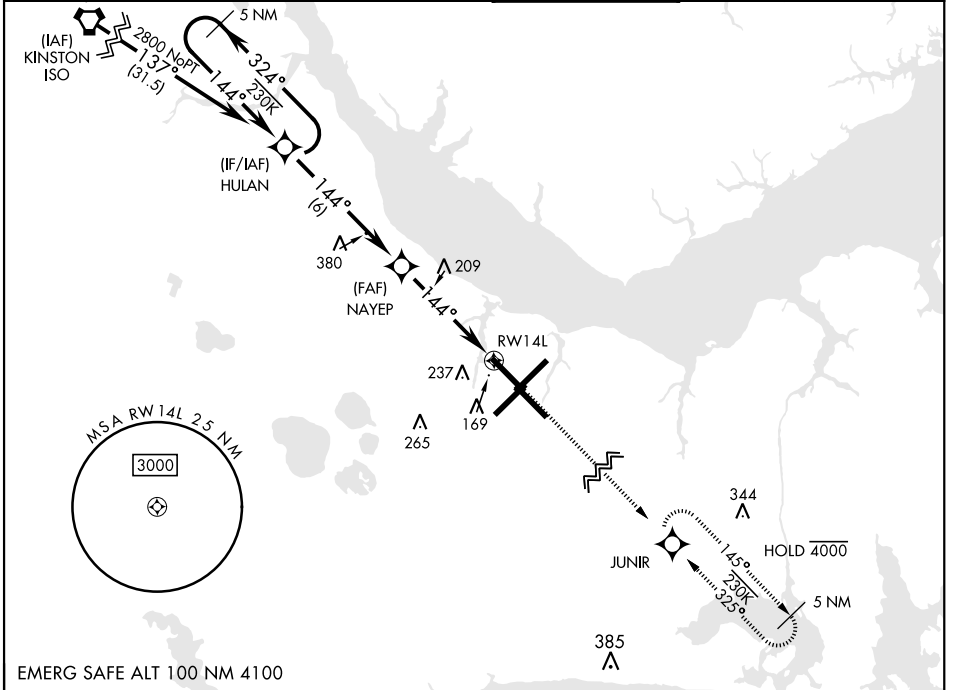 5 NM
(IAF)
KINSTON
ISO
2800 NoPT
137°
(31.5)
324°
230K
144°
(IF/IAF)
HULAN
144°
(6)
380
209
(FAF)
NAYEP
144°
RW14L
237
169
265
MSA RW14L 25 NM
3000
344
145°
HOLD 4000
230K
JUNIR
325°
5 NM
385
EMERG SAFE ALT 100 NM 4100